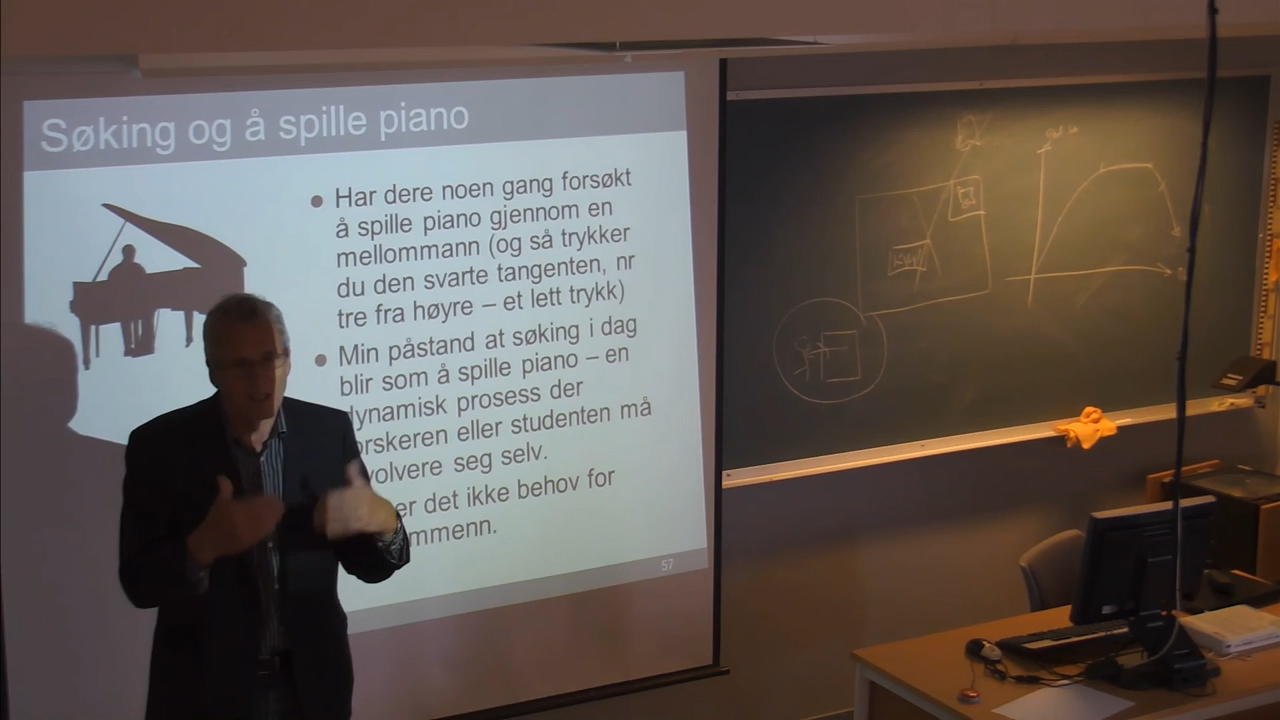 Søking og å spille piano
Har dere noen gang forsøkt
å spille piano gjennom en
mellommann (og så trykker
du den svarte tangenten, nr
tre fra høyre – et lett trykk)
Min påstand at søking i dag
blir som å spille piano – en
dynamisk prosess der
orskeren eller studenten må
volvere seg selv.
er det ikke behov for
mmenn.
57